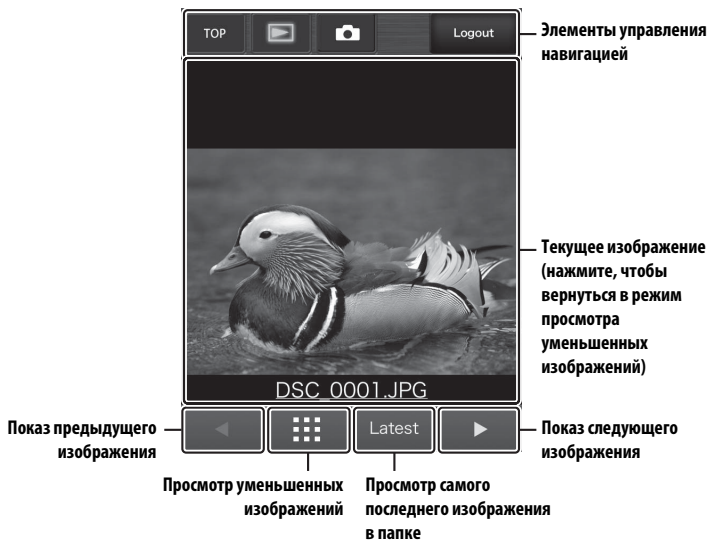 TOP
Logout
Элементы управления
навигацией
Текущее изображение
(нажмите, чтобы
вернуться в режим
просмотра
уменьшенных
изображений)
DSC_0001.JPG
Latest
Показ предыдущего
изображения
Показ следующего
изображения
Просмотр уменьшенных
изображений
Просмотр самого
последнего изображения
в папке